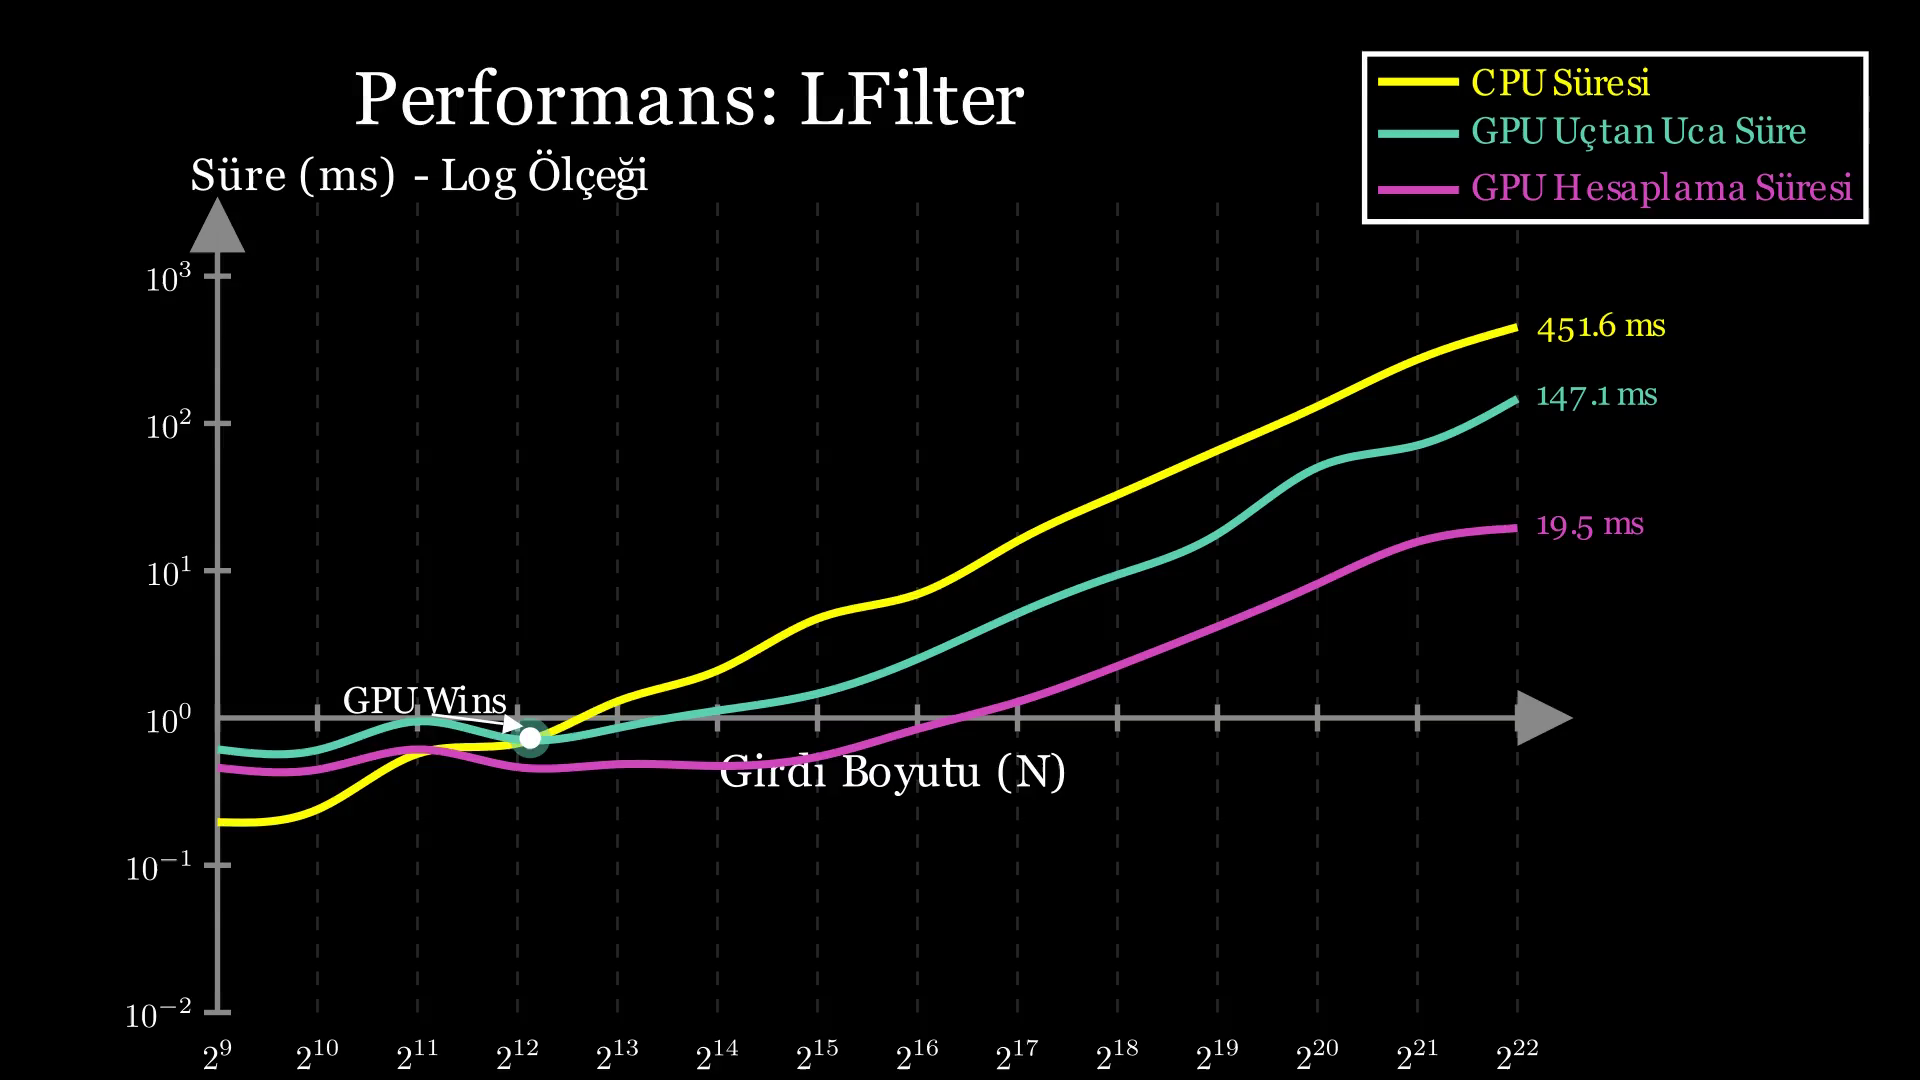 Performans: LFilter
CPU Süresi
GPU Uçtan Uca Süre
GPU Hesaplama Süresi
Süre (ms) - Log Ölçeği
10³
10²
10¹
10⁰
10⁻¹
10⁻²
451.6 ms
147.1 ms
19.5 ms
GPU Wins
Girdi Boyutu (N)
2⁹ 2¹⁰ 2¹¹ 2¹² 2¹³ 2¹⁴ 2¹⁵ 2¹⁶ 2¹⁷ 2¹⁸ 2¹⁹ 2²⁰ 2²¹ 2²²